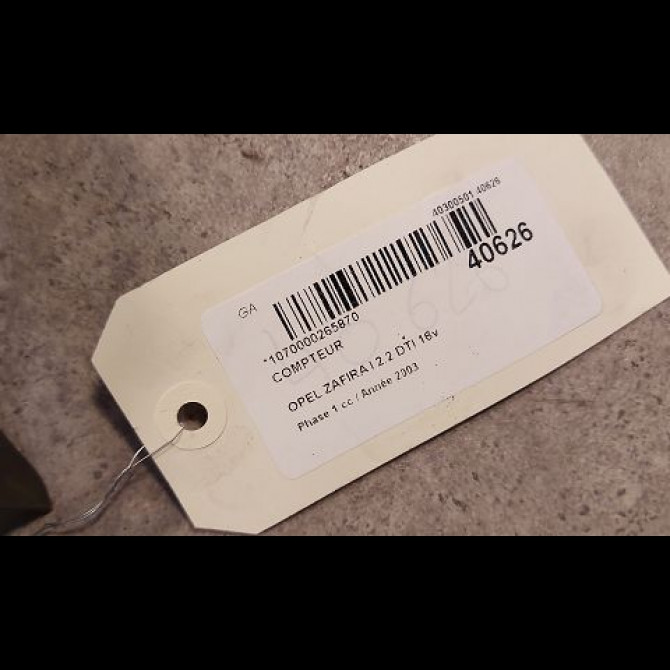 40300501 40626
GA
40626
*1070000265870
COMPTEUR
OPEL ZAFIRA I 2.2 DTI 16v
Phase 1 cc / Année 2003